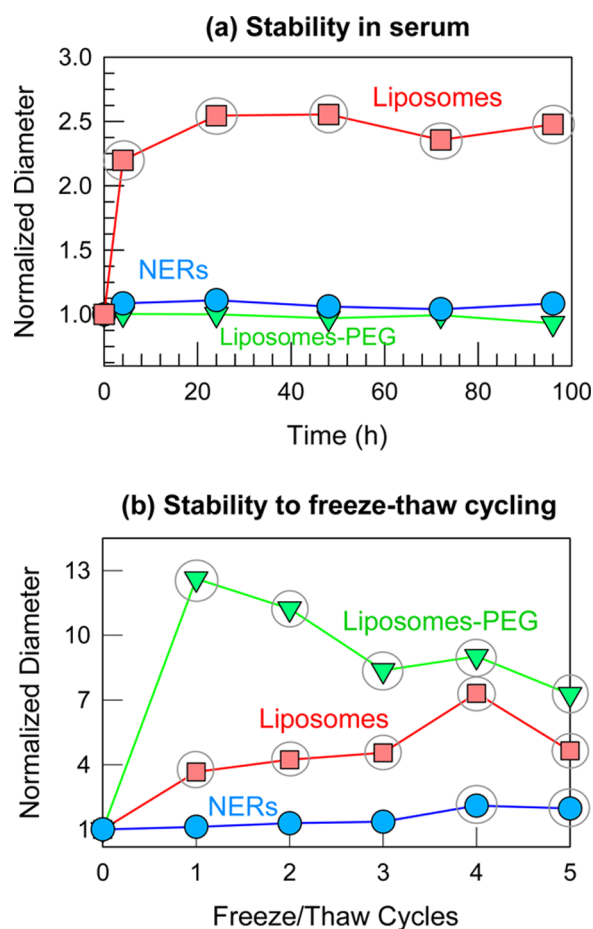 (a) Stability in serum
Normalized Diameter
3.0
2.5
2.0
1.5
1.0
Liposomes
NERs
Liposomes-PEG
0 20 40 60 80 100
Time (h)
(b) Stability to freeze-thaw cycling
Normalized Diameter
13
10
7
4
1
Liposomes-PEG
Liposomes
NERs
0 1 2 3 4 5
Freeze/Thaw Cycles